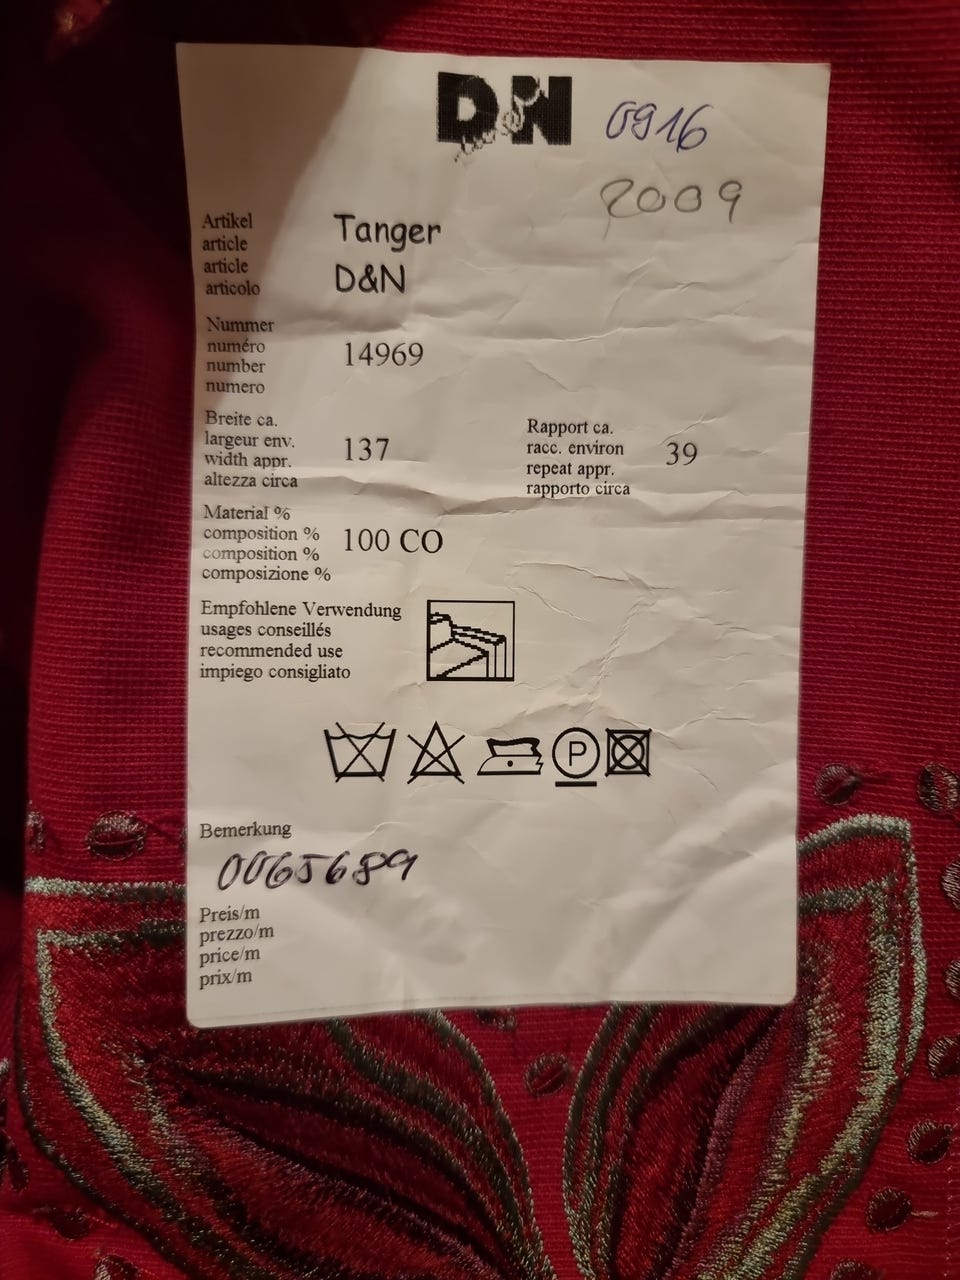 D&N
0916
2009
Artikel
article
article
articolo
Tanger
D&N
Nummer
numéro
number
numero
14969
Breite ca.
largeur env.
width appr.
altezza circa
137
Rapport ca.
racc. environ
repeat appr.
rapporto circa
39
Material %
composition %
composition %
composizione %
100 CO
Empfohlene Verwendung
usages conseillés
recommended use
impiego consigliato
P
Bemerkung
0065689
Preis/m
prezzo/m
price/m
prix/m